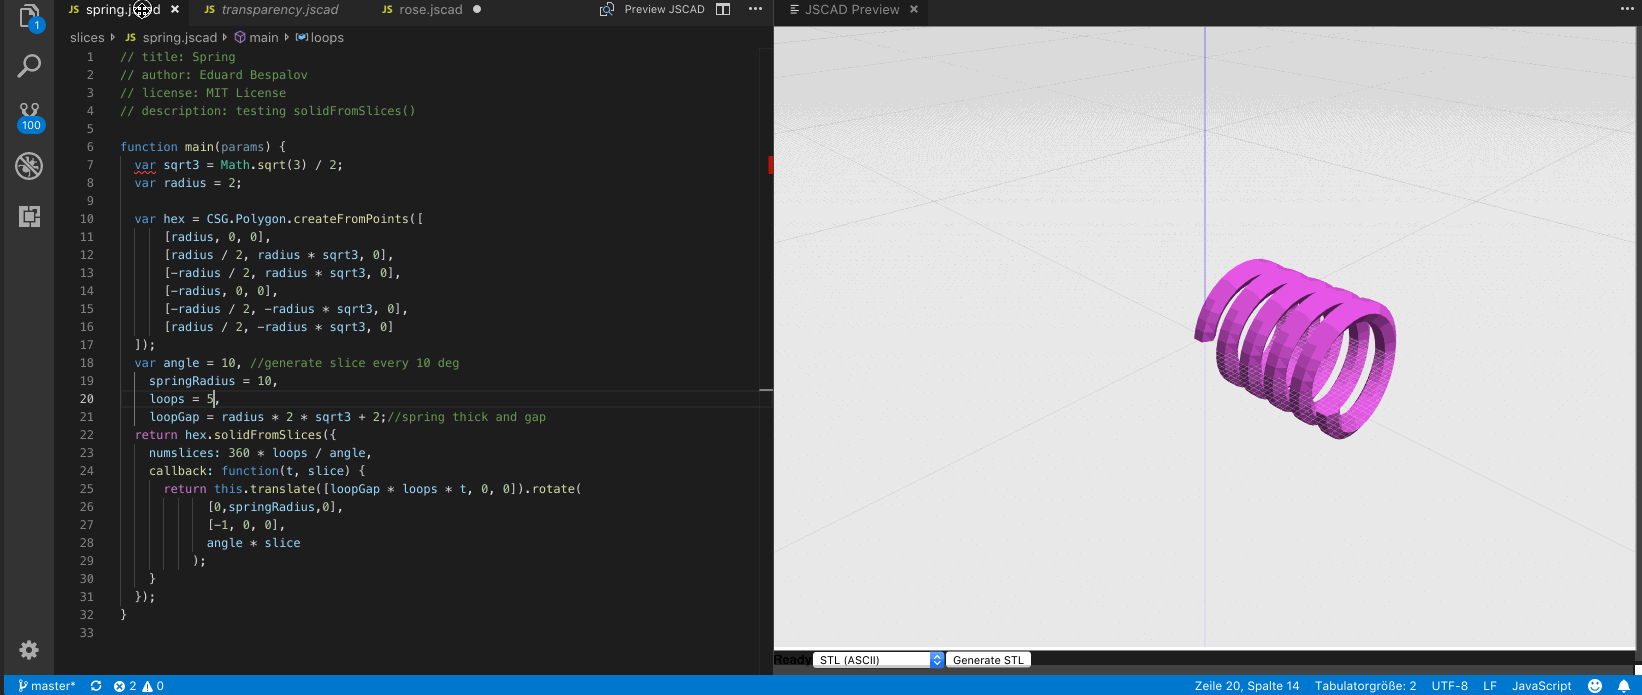 JS spring.jscad × JS transparency.jscad JS rose.jscad ● Preview JSCAD ...
JSCAD Preview × ...
1
100
slices spring.jscad main loops
1 // title: Spring
2 // author: Eduard Bespalov
3 // license: MIT License
4 // description: testing solidFromSlices()
5
6 function main(params) {
7 var sqrt3 = Math.sqrt(3) / 2;
8 var radius = 2;
9
10 var hex = CSG.Polygon.createFromPoints([
11 [radius, 0, 0],
12 [radius / 2, radius * sqrt3, 0],
13 [-radius / 2, radius * sqrt3, 0],
14 [-radius, 0, 0],
15 [-radius / 2, -radius * sqrt3, 0],
16 [radius / 2, -radius * sqrt3, 0]
17 ]);
18 var angle = 10, //generate slice every 10 deg
19 springRadius = 10,
20 loops = 5,
21 loopGap = radius * 2 * sqrt3 + 2;//spring thick and gap
22 return hex.solidFromSlices({
23 numslices: 360 * loops / angle,
24 callback: function(t, slice) {
25 return this.translate([loopGap * loops * t, 0, 0]).rotate(
26 [0,springRadius,0],
27 [-1, 0, 0],
28 angle * slice
29 );
30 }
31 });
32 }
33
Ready STL (ASCII) Generate STL
master* 2 0 Zeile 20, Spalte 14 Tabulatorgröße: 2 UTF-8 LF JavaScript